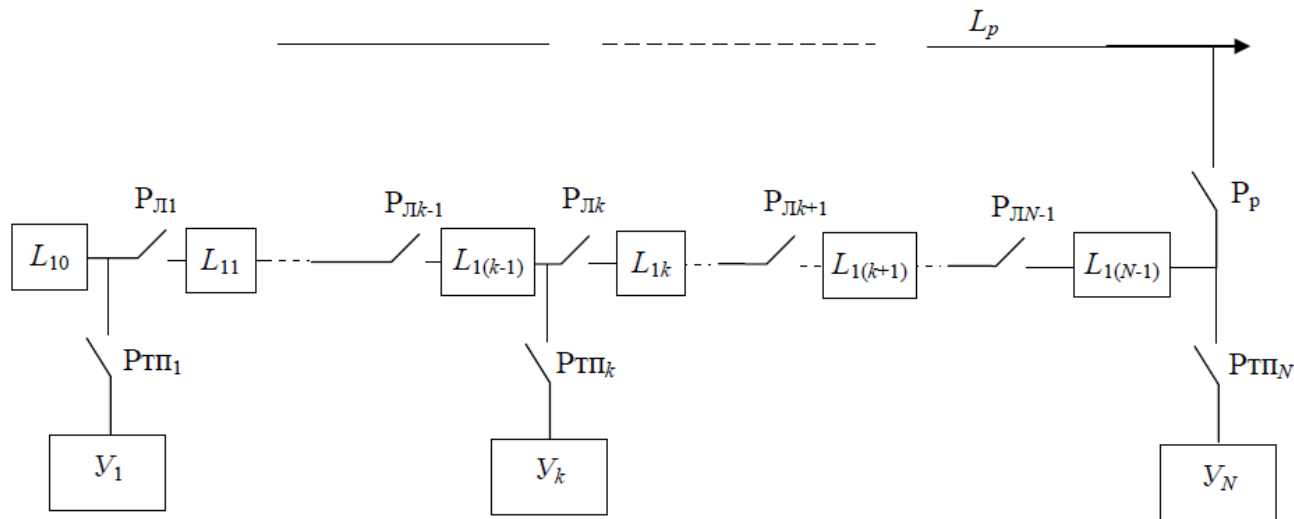 Lp
РЛ1
РЛk-1
РЛk
РЛk+1
РЛN-1
Рр
L10
L11
L1(k-1)
L1k
L1(k+1)
L1(N-1)
РТП1
РТПk
РТПN
У1
Уk
УN